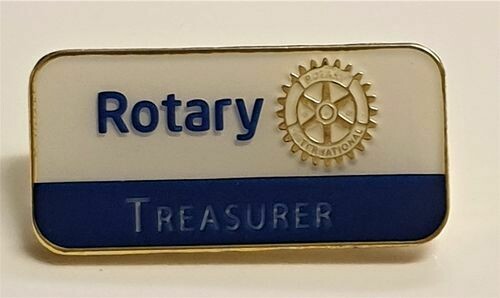 Rotary
ROTARY
INTERNATIONAL
TREASURER